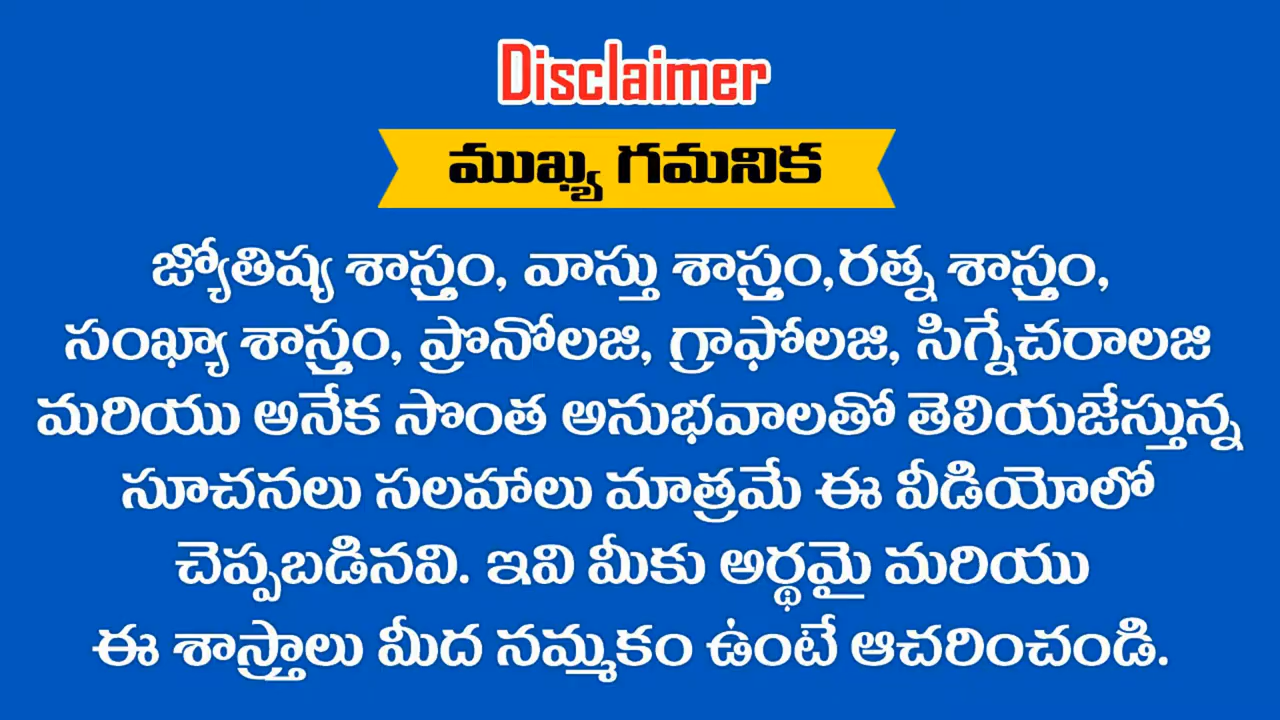 Disclaimer
ముఖ్య గమనిక
జ్యోతిష్య శాస్త్రం, వాస్తు శాస్త్రం,రత్న శాస్త్రం,
సంఖ్యా శాస్త్రం, ప్రొనోలజి, గ్రాఫోలజి, సిగ్నేచరాలజి
మరియు అనేక సొంత అనుభవాలతో తెలియజేస్తున్న
సూచనలు సలహాలు మాత్రమే ఈ వీడియోలో
చెప్పబడినవి. ఇవి మీకు అర్థమై మరియు
ఈ శాస్త్రాలు మీద నమ్మకం ఉంటే ఆచరించండి.